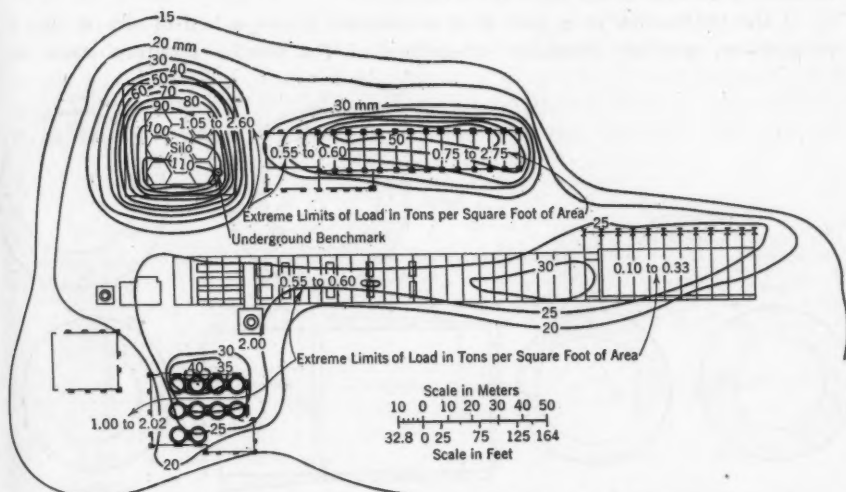 15
20 mm
30
40
50
60
70
80
90
100
110
1.05 to 2.60
Silo
30 mm
0.55 to 0.60
50
0.75 to 2.75
Extreme Limits of Load in Tons per Square Foot of Area
Underground Benchmark
25
0.55 to 0.60
30
0.10 to 0.33
25
20
2.00
30
40 35
Extreme Limits of Load in Tons per Square Foot of Area
1.00 to 2.02
25
20
Scale in Meters
10 0 10 20 30 40 50
32.8 0 25 75 125 164
Scale in Feet